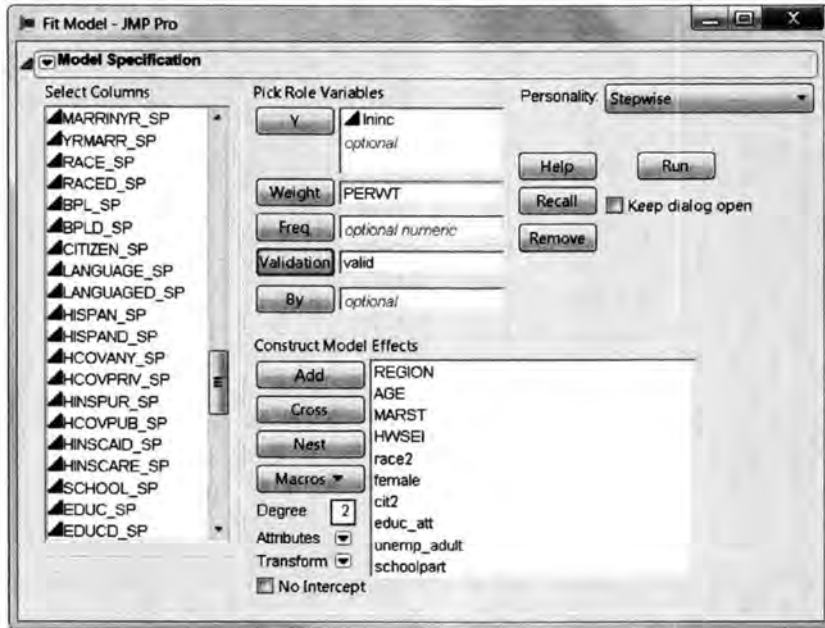 Fit Model - JMP Pro
Model Specification
Select Columns
MARRINYR_SP
YRMARR_SP
RACE_SP
RACED_SP
BPL_SP
BPLD_SP
CITIZEN_SP
LANGUAGE_SP
LANGUAGED_SP
HISPAN_SP
HISPAND_SP
HCOVANY_SP
HCOVPRIV_SP
HINSPUR_SP
HCOVPUB_SP
HINSCAID_SP
HINSCARE_SP
SCHOOL_SP
EDUC_SP
EDUCD_SP
Pick Role Variables
Y
lninc
optional
Weight
PERWT
Freq
optional numeric
Validation
valid
By
optional
Personality:
Stepwise
Help
Run
Recall
Keep dialog open
Remove
Construct Model Effects
Add
Cross
Nest
Macros
Degree
2
Attributes
Transform
No Intercept
REGION
AGE
MARST
HWSEI
race2
female
cit2
educ_att
unemp_adult
schoolpart